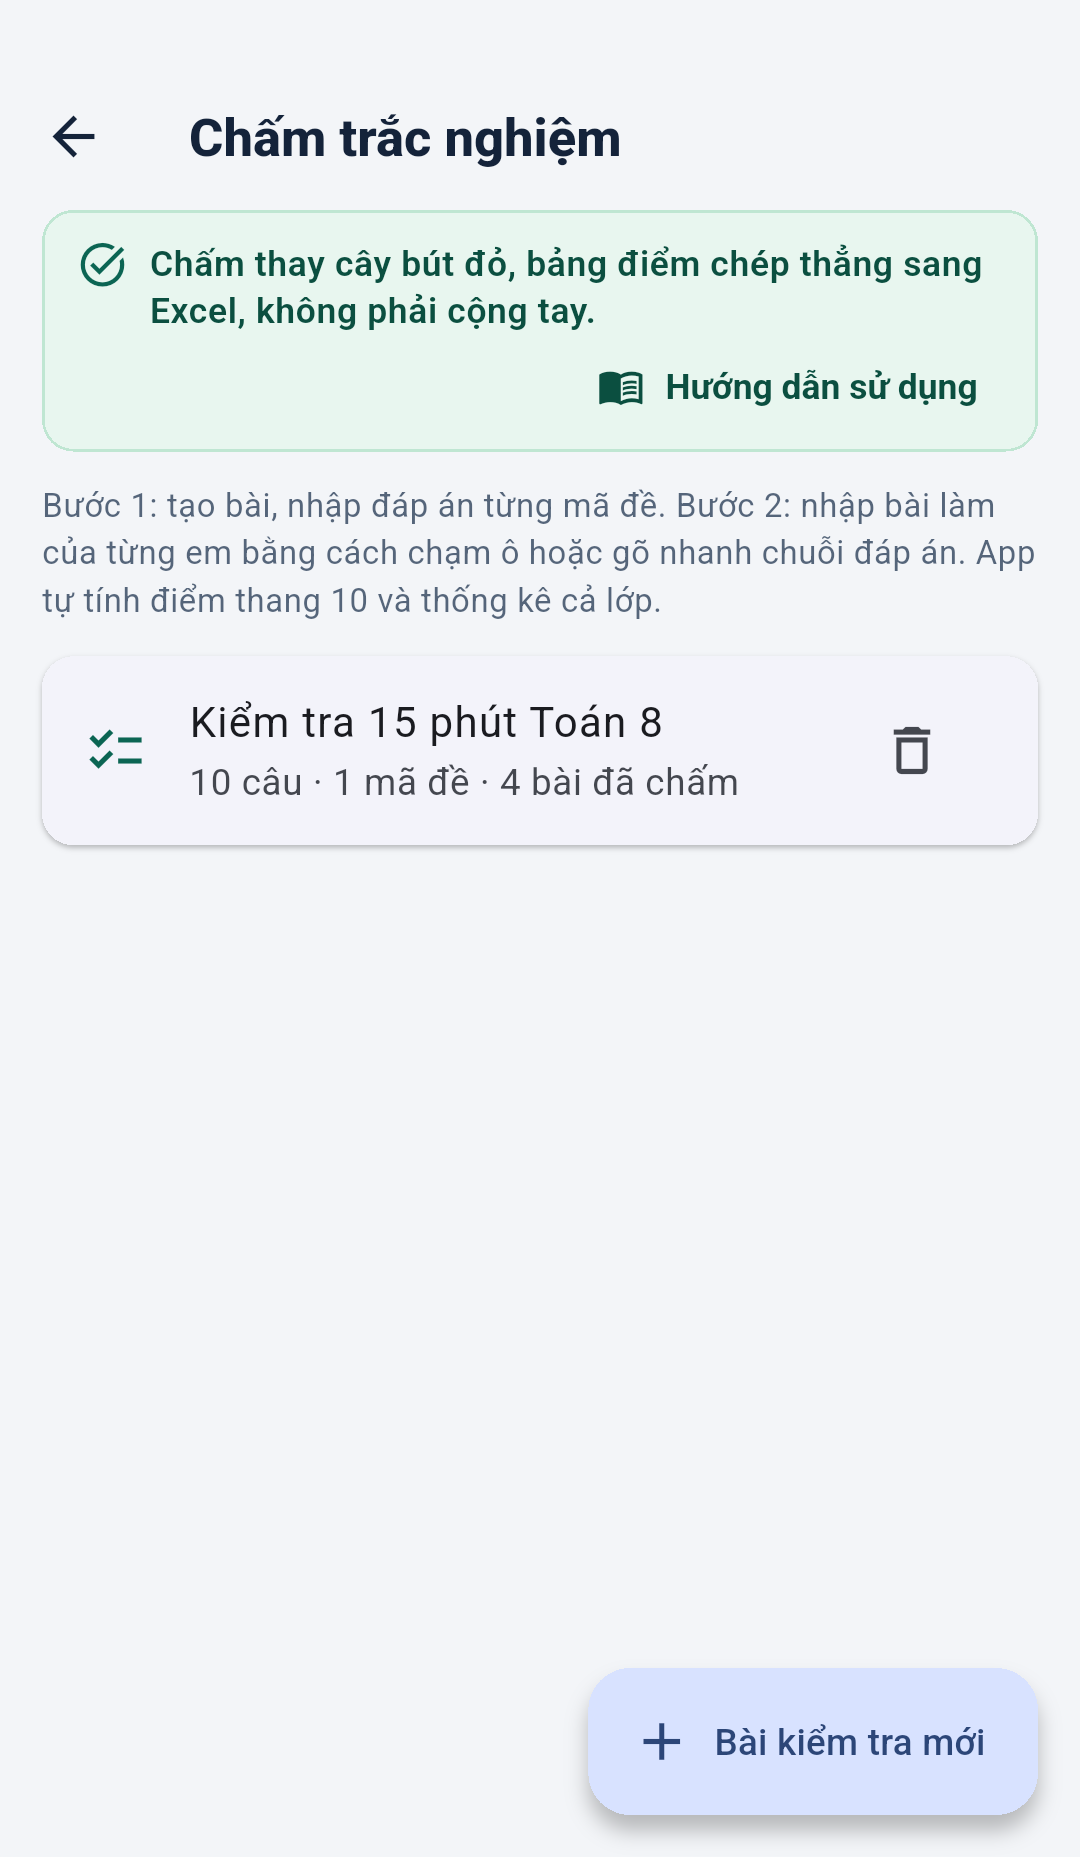 Chấm trắc nghiệm
Chấm thay cây bút đỏ, bảng điểm chép thẳng sang
Excel, không phải cộng tay.
Hướng dẫn sử dụng
Bước 1: tạo bài, nhập đáp án từng mã đề. Bước 2: nhập bài làm
của từng em bằng cách chạm ô hoặc gõ nhanh chuỗi đáp án. App
tự tính điểm thang 10 và thống kê cả lớp.
Kiểm tra 15 phút Toán 8
10 câu · 1 mã đề · 4 bài đã chấm
Bài kiểm tra mới